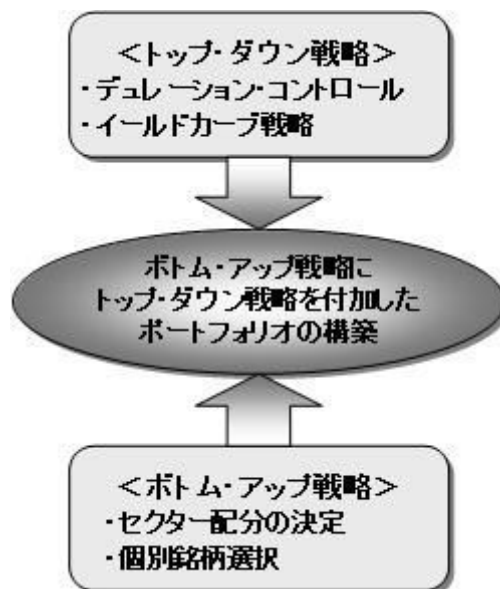 ＜トップ・ダウン戦略＞
・デュレーション・コントロール
・イールドカーブ戦略
ボトム・アップ戦略に
トップ・ダウン戦略を付加した
ポートフォリオの構築
＜ボトム・アップ戦略＞
・セクター配分の決定
・個別銘柄選択